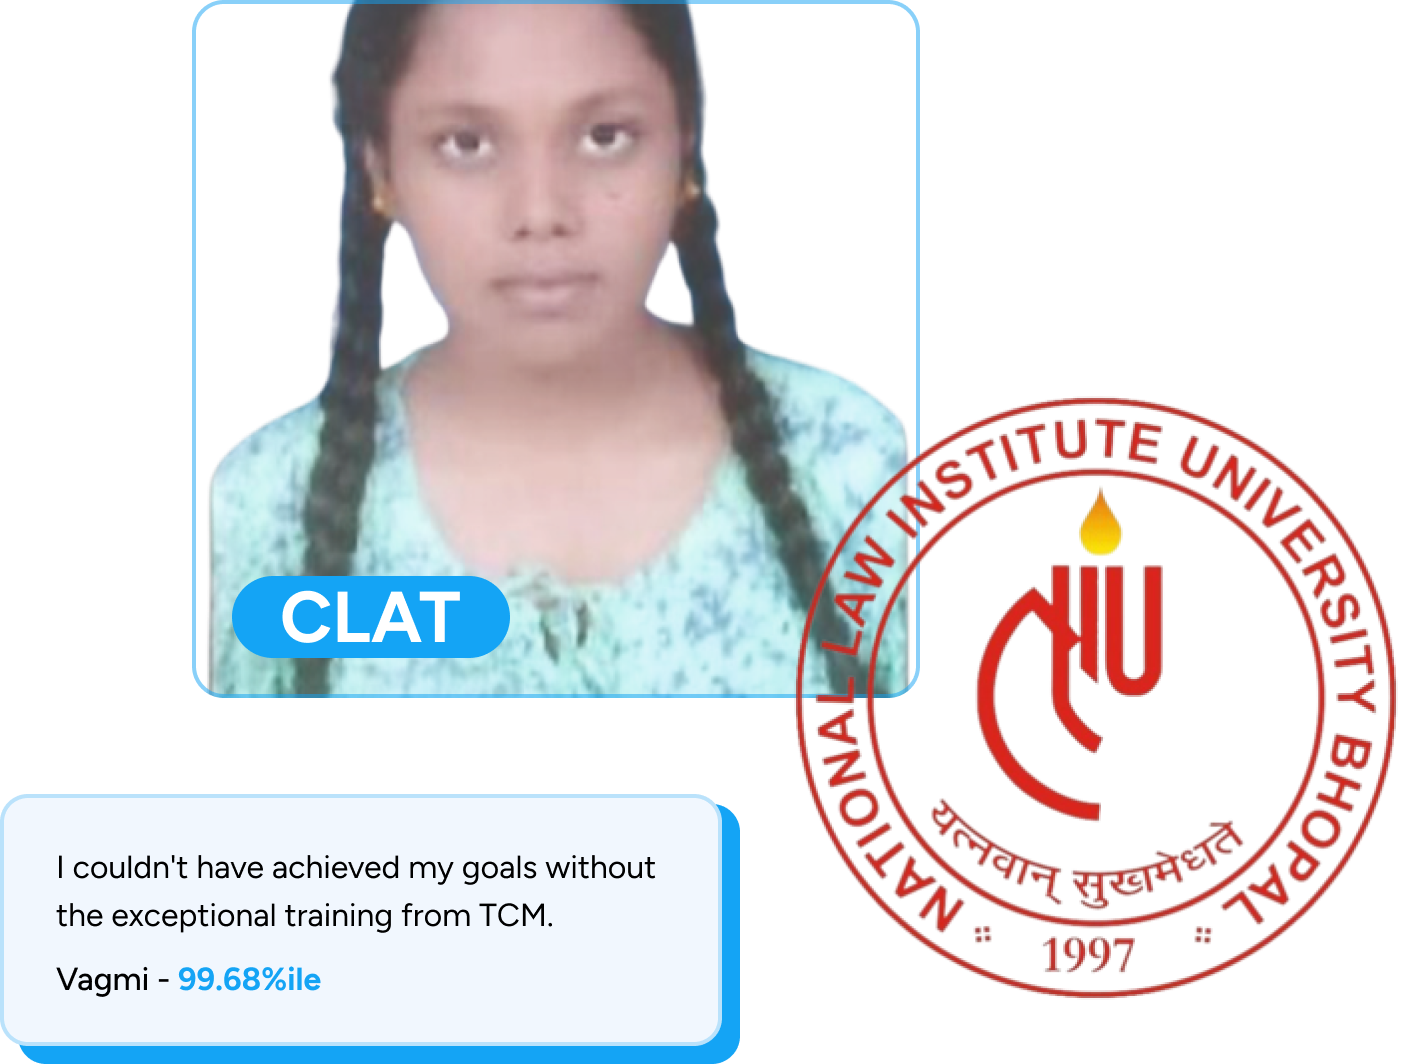 CLAT
NATIONAL LAW INSTITUTE UNIVERSITY BHOPAL
यत्नवान् सुखमेधते
1997
I couldn't have achieved my goals without
the exceptional training from TCM.
Vagmi - 99.68%ile